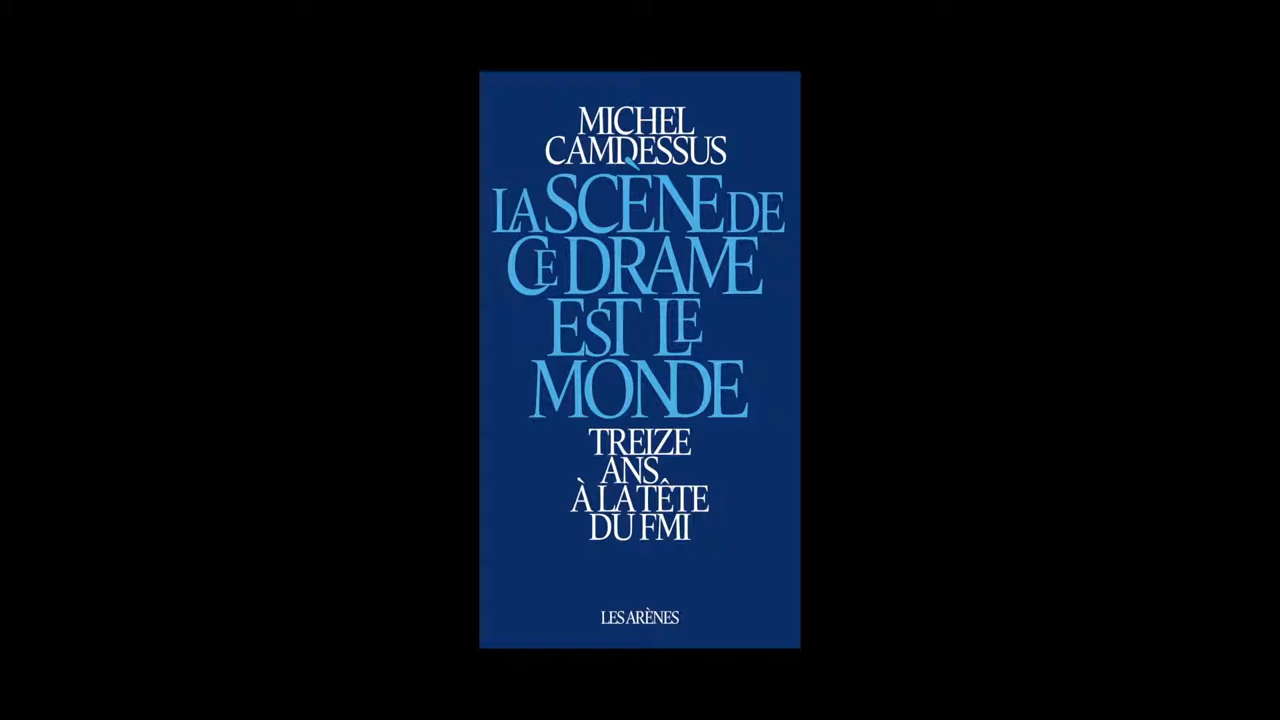 MICHEL
CAMDESSUS
LA SCÈNE DE
CE DRAME
EST LE
MONDE
TREIZE
ANS
À LA TÊTE
DU FMI
LES ARÈNES